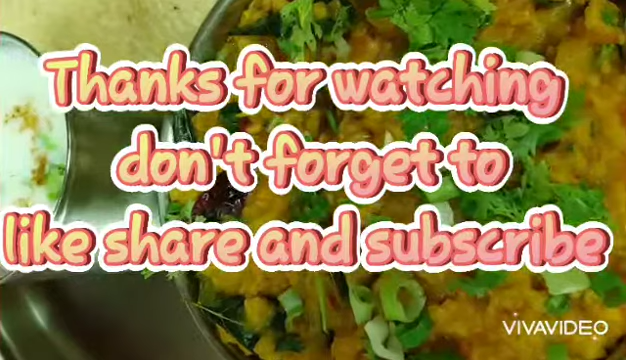 Thanks for watching
don't forget to
like share and subscribe
VIVAVIDEO